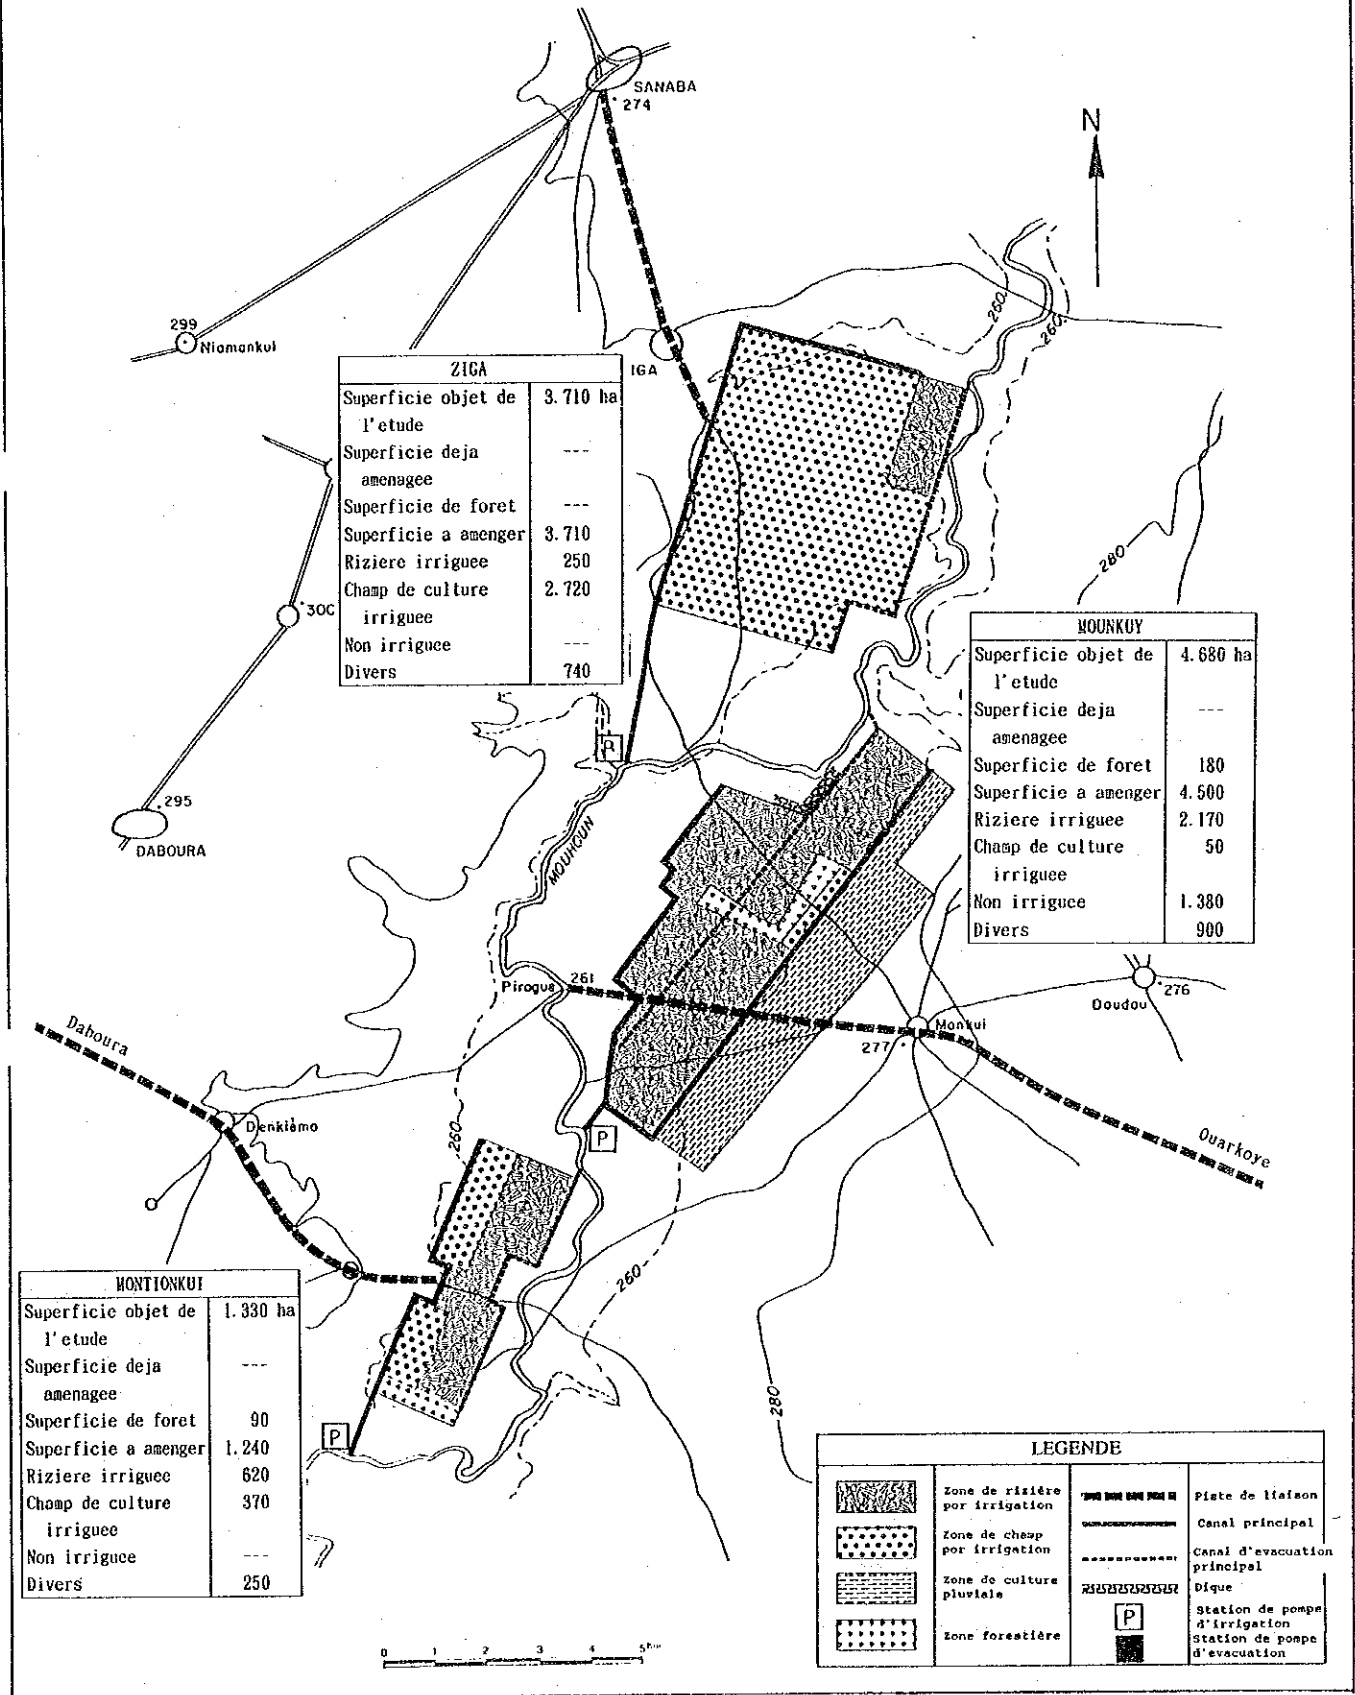 SANABA
274
N
299
Niamankui
260
260
ZIGA
Superficie objet de 3.710 ha
l'etude
Superficie deja ---
amenagee
Superficie de foret ---
Superficie a amenger 3.710
Riziere irriguee 250
Champ de culture 2.720
irriguee
Non irriguee ---
Divers 740
IGA
280
300
MOUNKUY
Superficie objet de 4.680 ha
l'etude
Superficie deja ---
amenagee
Superficie de foret 180
Superficie a amenger 4.500
Riziere irriguee 2.170
Champ de culture 50
irriguee
Non irriguee 1.380
Divers 900
P
295
DABOURA
MOUHOUN
Pirogue
261
276
Doudou
Monkui
277
Daboura
Denkièmo
260
P
Ouarkoye
260
280
MONTIONKUI
Superficie objet de 1.330 ha
l'etude
Superficie deja ---
amenagee
Superficie de foret 90
Superficie a amenger 1.240
Riziere irriguee 620
Champ de culture 370
irriguee
Non irriguee ---
Divers 250
P
LEGENDE
Zone de rizière
por irrigation
Zone de champ
por irrigation
Zone de culture
pluviale
Zone forestière
Piste de liaison
Canal principal
Canal d'evacuation
principal
Dique
P
Station de pompe
d'irrigation
Station de pompe
d'evacuation
0 1 2 3 4 5 km